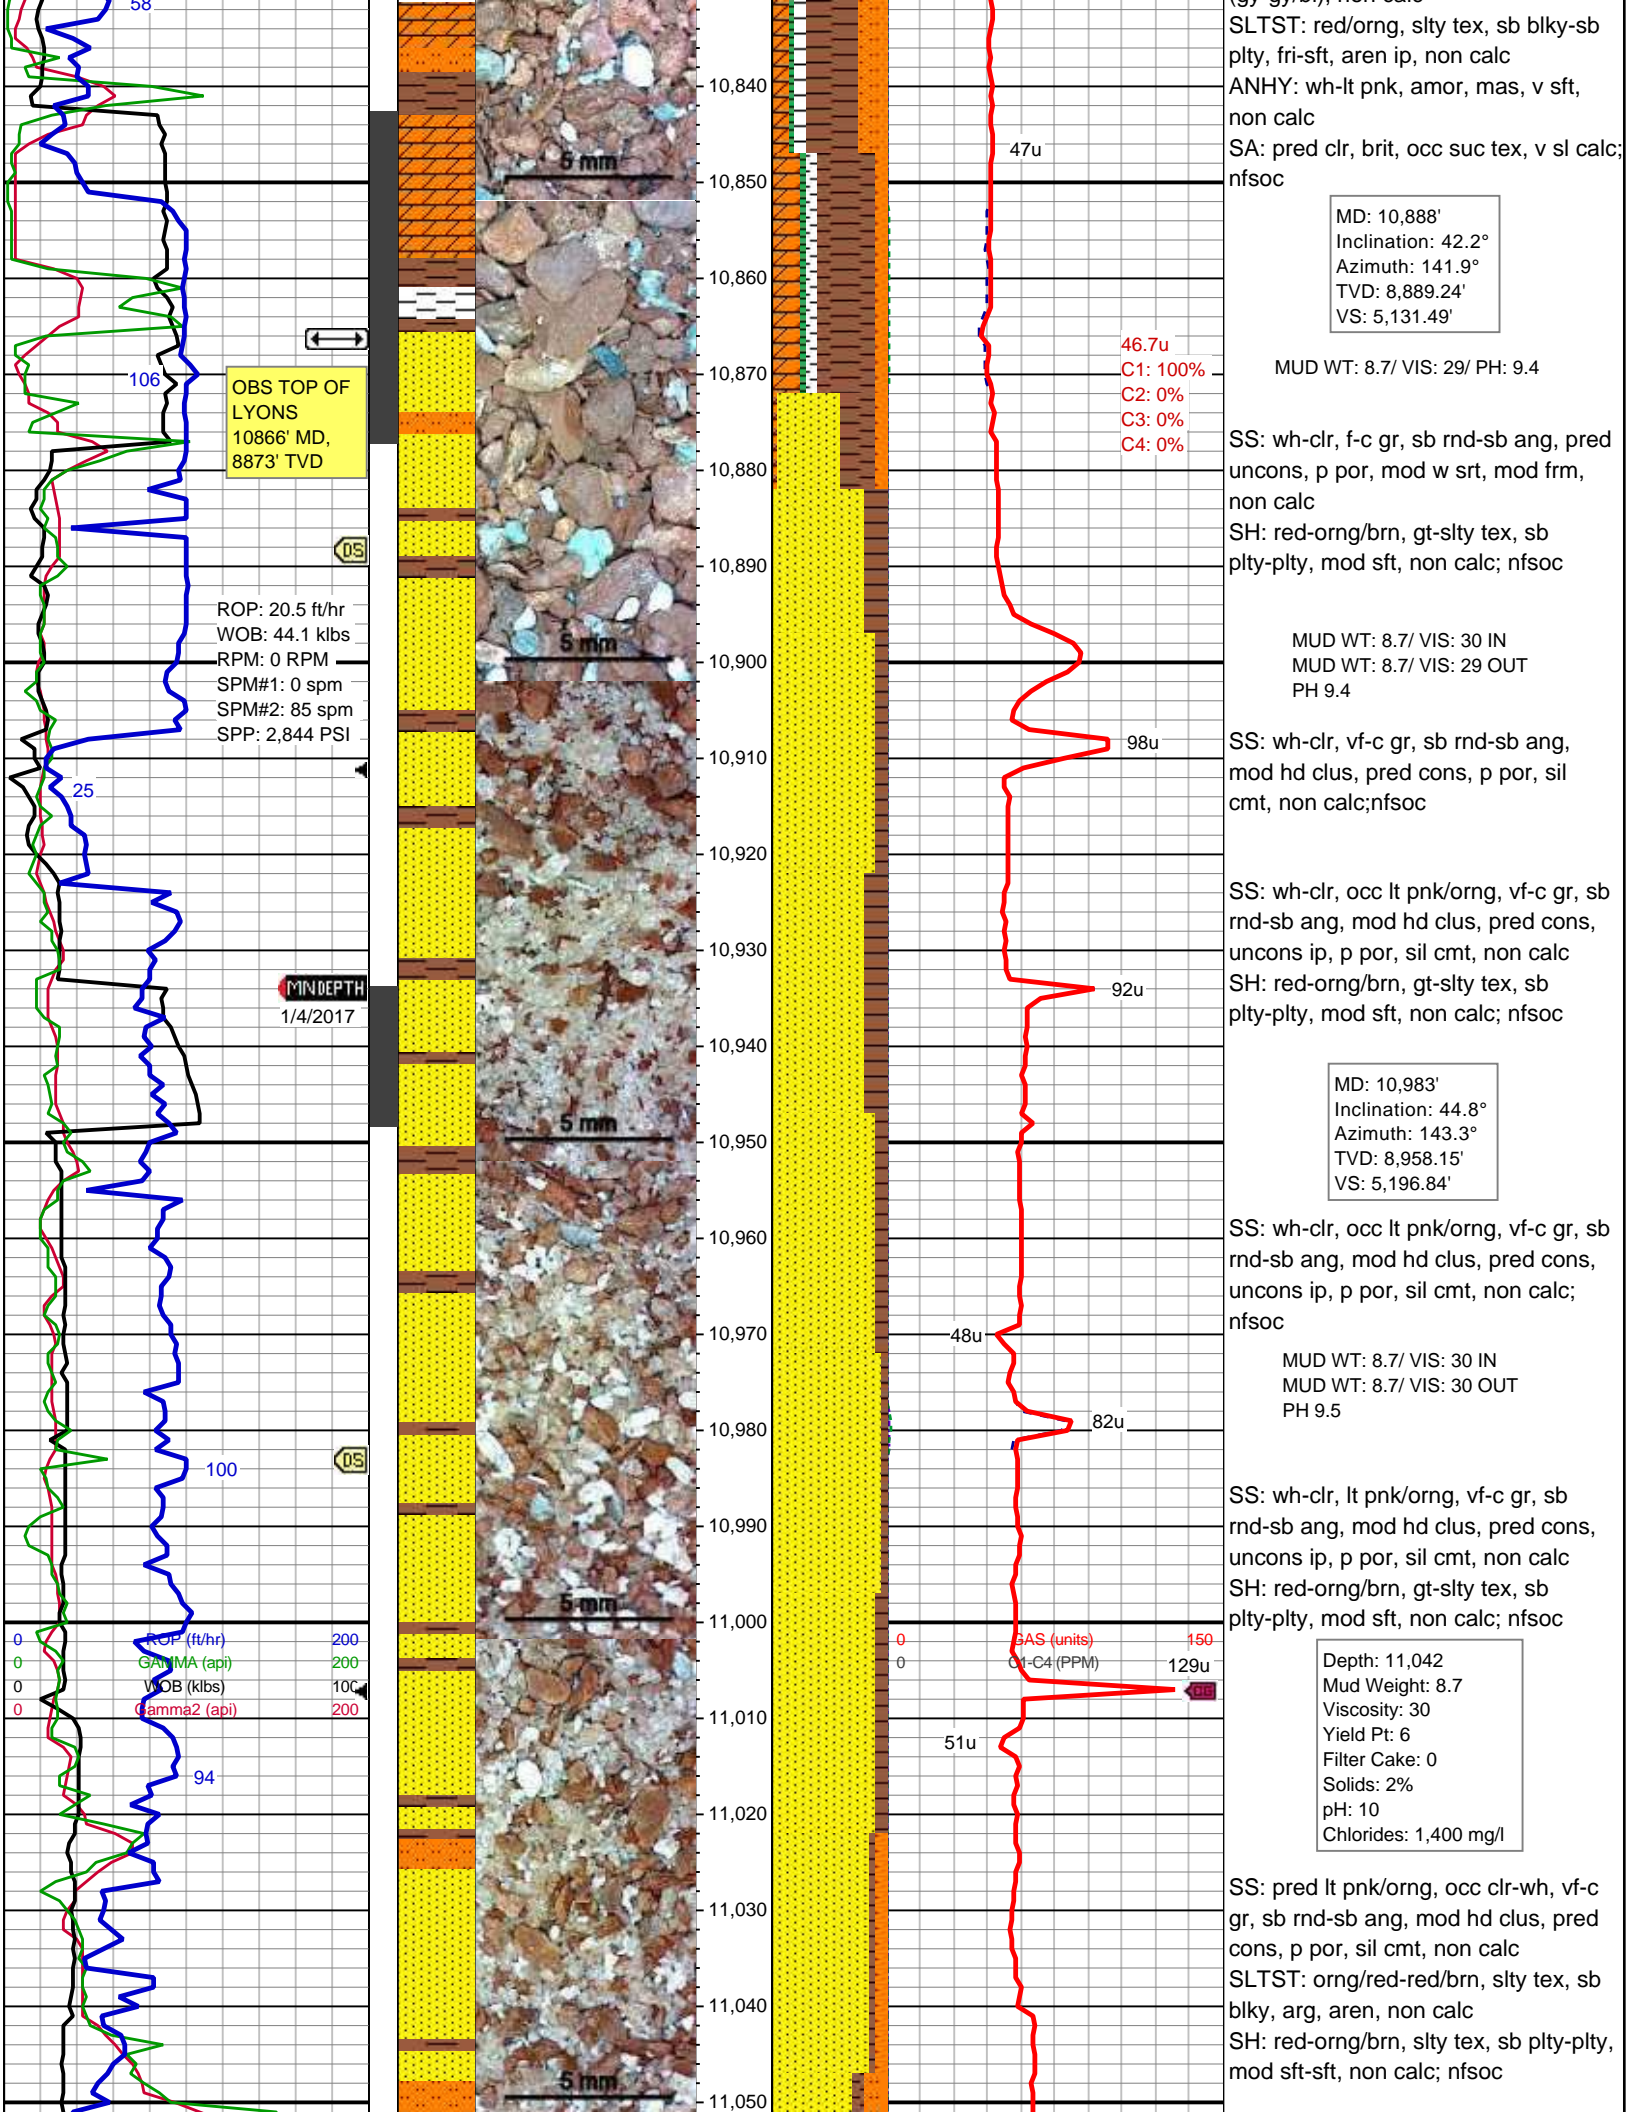 58
(gy-gy/bl), non calc
SLTST: red/orng, slty tex, sb blky-sb
plty, fri-sft, aren ip, non calc
ANHY: wh-lt pnk, amor, mas, v sft,
non calc
SA: pred clr, brit, occ suc tex, v sl calc;
nfsoc
10,840
47u
5 mm
10,850
MD: 10,888'
Inclination: 42.2°
Azimuth: 141.9°
TVD: 8,889.24'
VS: 5,131.49'
10,860
46.7u
C1: 100%
C2: 0%
C3: 0%
C4: 0%
MUD WT: 8.7/ VIS: 29/ PH: 9.4
106
10,870
OBS TOP OF
LYONS
10866' MD,
8873' TVD
SS: wh-clr, f-c gr, sb rnd-sb ang, pred
uncons, p por, mod w srt, mod frm,
non calc
SH: red-orng/brn, gt-slty tex, sb
plty-plty, mod sft, non calc; nfsoc
10,880
DS
10,890
ROP: 20.5 ft/hr
WOB: 44.1 klbs
RPM: 0 RPM
SPM#1: 0 spm
SPM#2: 85 spm
SPP: 2,844 PSI
5 mm
10,900
MUD WT: 8.7/ VIS: 30 IN
MUD WT: 8.7/ VIS: 29 OUT
PH 9.4
98u
10,910
SS: wh-clr, vf-c gr, sb rnd-sb ang,
mod hd clus, pred cons, p por, sil
cmt, non calc;nfsoc
25
10,920
SS: wh-clr, occ lt pnk/orng, vf-c gr, sb
rnd-sb ang, mod hd clus, pred cons,
uncons ip, p por, sil cmt, non calc
SH: red-orng/brn, gt-slty tex, sb
plty-plty, mod sft, non calc; nfsoc
10,930
MN DEPTH
1/4/2017
92u
10,940
5 mm
10,950
MD: 10,983'
Inclination: 44.8°
Azimuth: 143.3°
TVD: 8,958.15'
VS: 5,196.84'
10,960
SS: wh-clr, occ lt pnk/orng, vf-c gr, sb
rnd-sb ang, mod hd clus, pred cons,
uncons ip, p por, sil cmt, non calc;
nfsoc
10,970
48u
MUD WT: 8.7/ VIS: 30 IN
MUD WT: 8.7/ VIS: 30 OUT
PH 9.5
10,980
82u
DS
100
10,990
SS: wh-clr, lt pnk/orng, vf-c gr, sb
rnd-sb ang, mod hd clus, pred cons,
uncons ip, p por, sil cmt, non calc
SH: red-orng/brn, gt-slty tex, sb
plty-plty, mod sft, non calc; nfsoc
5 mm
11,000
0 ROP (ft/hr) 200
0 GAMMA (api) 200
0 WOB (klbs) 100
0 Gamma2 (api) 200
0 GAS (units) 150
0 C1-C4 (PPM)
129u
CG
Depth: 11,042
Mud Weight: 8.7
Viscosity: 30
Yield Pt: 6
Filter Cake: 0
Solids: 2%
pH: 10
Chlorides: 1,400 mg/l
11,010
51u
94
11,020
11,030
SS: pred lt pnk/orng, occ clr-wh, vf-c
gr, sb rnd-sb ang, mod hd clus, pred
cons, p por, sil cmt, non calc
SLTST: orng/red-red/brn, slty tex, sb
blky, arg, aren, non calc
SH: red-orng/brn, slty tex, sb plty-plty,
mod sft-sft, non calc; nfsoc
11,040
5 mm
11,050